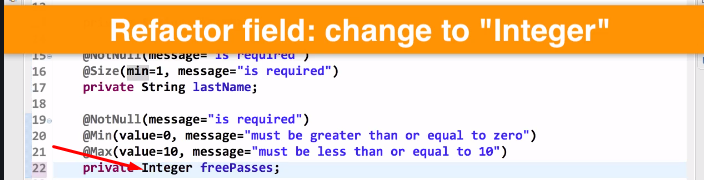 Refactor field: change to "Integer"
15 @NotNull(message="is required")
16 @Size(min=1, message="is required")
17 private String lastName;
18
19 @NotNull(message="is required")
20 @Min(value=0, message="must be greater than or equal to zero")
21 @Max(value=10, message="must be less than or equal to 10")
22 private Integer freePasses;